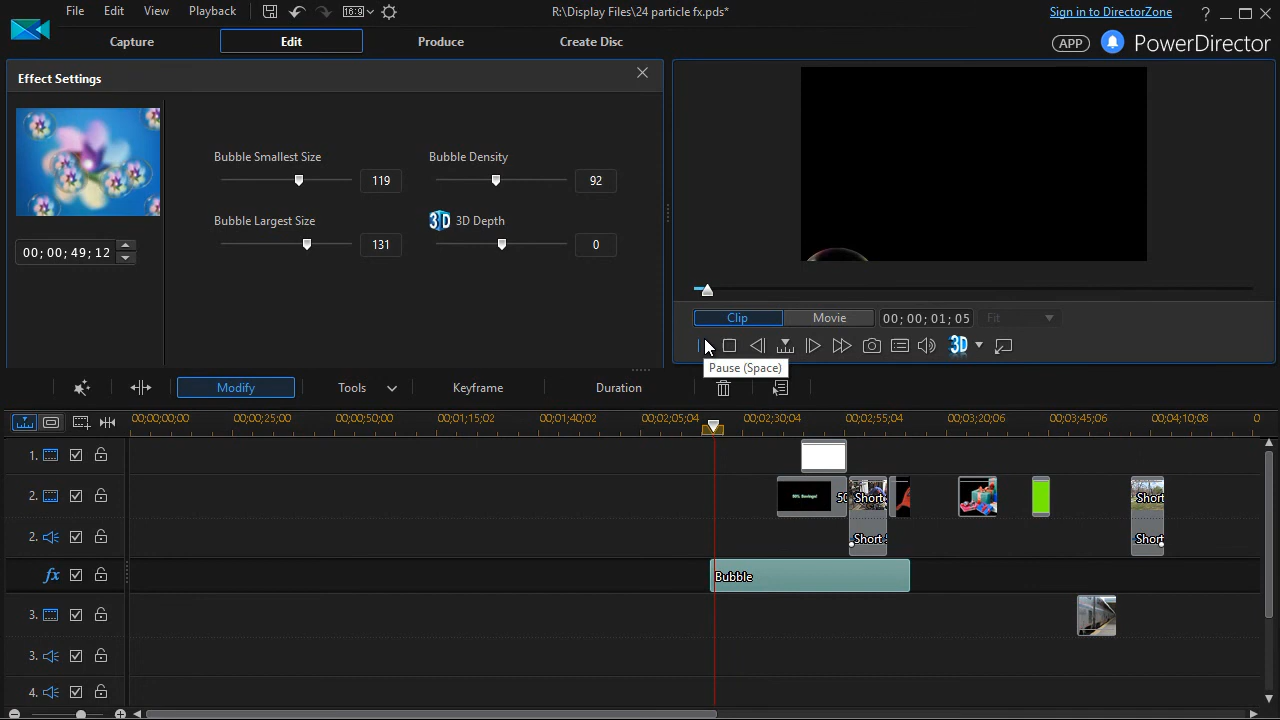 File Edit View Playback 16:9 R:\Display Files\24 particle fx.pds* Sign in to DirectorZone ?
Capture Edit Produce Create Disc APP PowerDirector
Effect Settings
Bubble Smallest Size Bubble Density
119 92
Bubble Largest Size 3D 3D Depth
131 0
00; 00; 49; 12
Clip Movie 00; 00; 01; 05 Fit
3D
Pause (Space)
Modify Tools Keyframe Duration
00;00;00;00 00;00;25;00 00;00;50;00 00;01;15;02 00;01;40;02 00;02;05;04 00;02;30;04 00;02;55;04 00;03;20;06 00;03;45;06 00;04;10;08 0
1.
2. 50% Short Short
2. Short Short
fx Bubble
3.
3.
4.